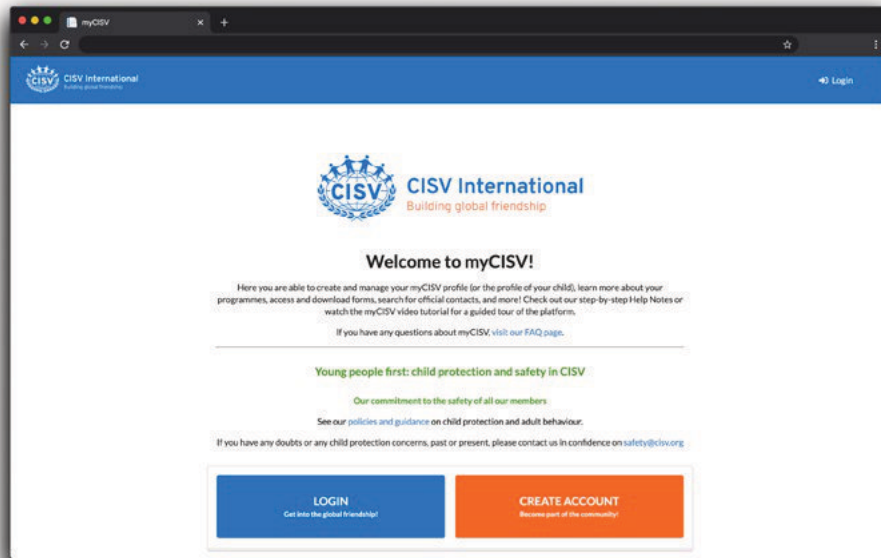 myCISV
CISV
CISV International
Building global friendship
Login
CISV
CISV International
Building global friendship
Welcome to myCISV!
Here you are able to create and manage your myCISV profile (or the profile of your child), learn more about your
programmes, access and download forms, search for official contacts, and more! Check out our step-by-step Help Notes or
watch the myCISV video tutorial for a guided tour of the platform.
If you have any questions about myCISV, visit our FAQ page.
Young people first: child protection and safety in CISV
Our commitment to the safety of all our members
See our policies and guidance on child protection and adult behaviour.
If you have any doubts or any child protection concerns, past or present, please contact us in confidence on safety@cisv.org
LOGIN
Get into the global friendship!
CREATE ACCOUNT
Become part of the community!